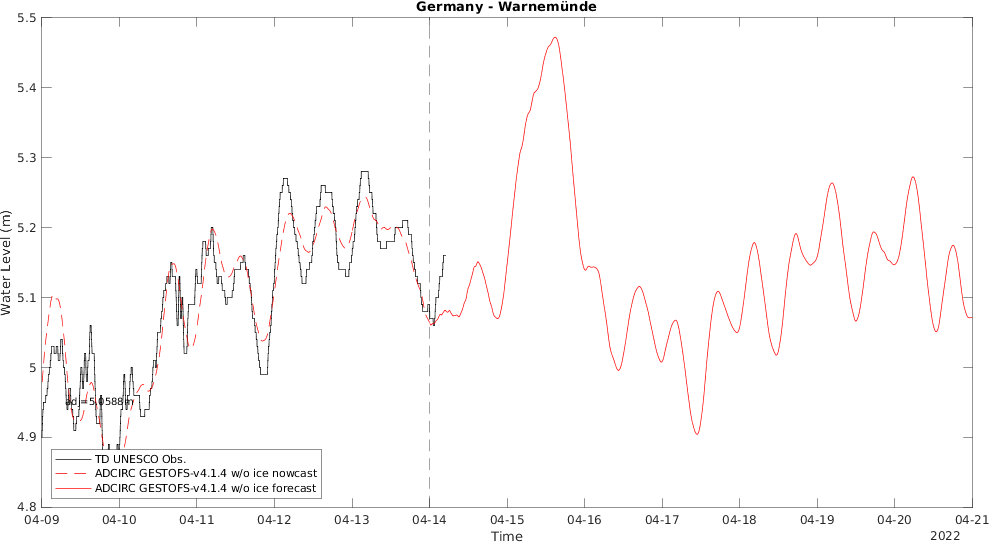 Germany - Warnemünde
5.5
5.4
5.3
5.2
5.1
5
4.9
4.8
Water Level (m)
= 5.0588 m
TD UNESCO Obs.
ADCIRC GESTOFS-v4.1.4 w/o ice nowcast
ADCIRC GESTOFS-v4.1.4 w/o ice forecast
04-09 04-10 04-11 04-12 04-13 04-14 04-15 04-16 04-17 04-18 04-19 04-20 04-21
Time
2022